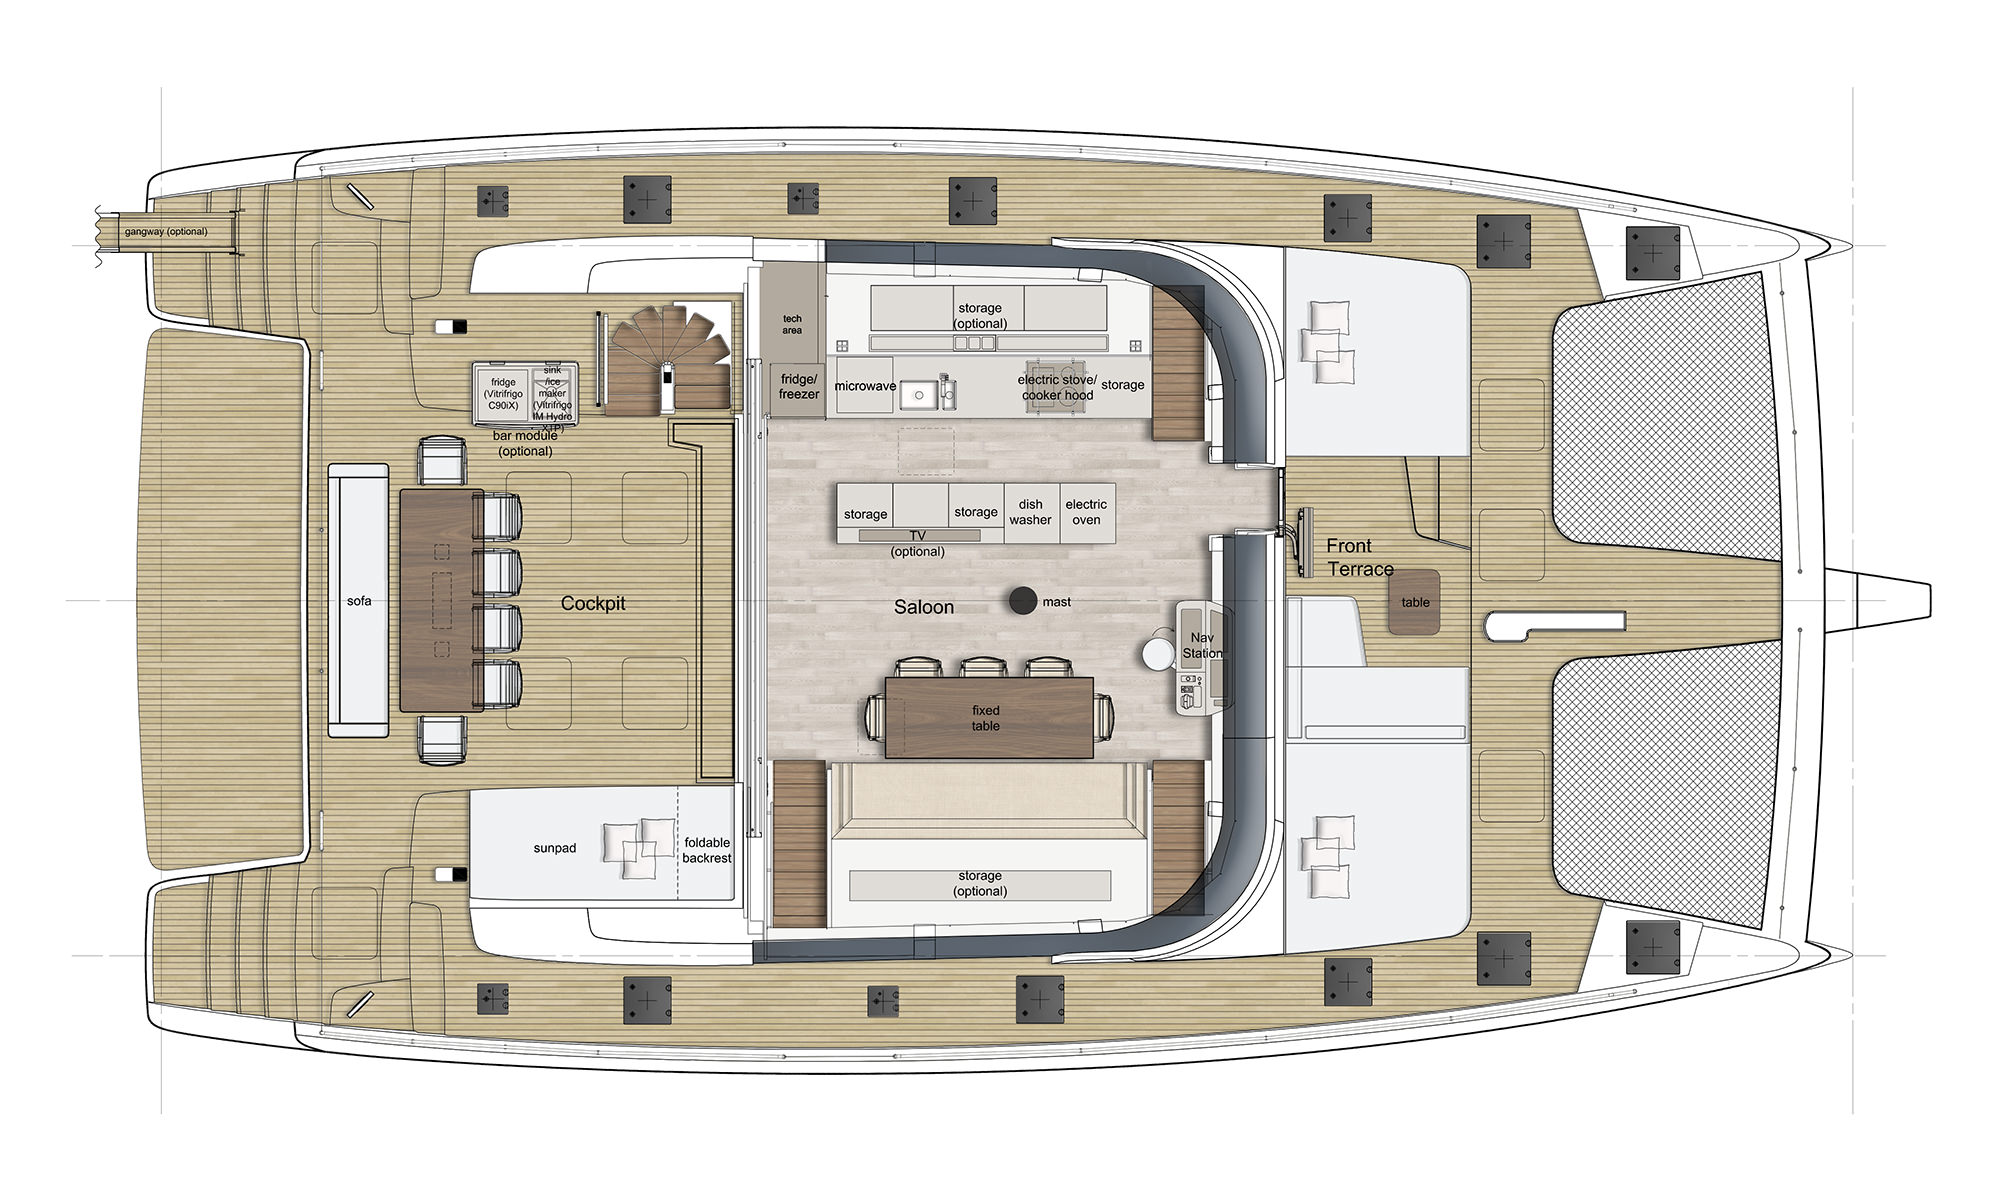 gangway (optional)
fridge
(Vitrifrigo
C90iX)
sink
/ice
maker
(Vitrifrigo
IM Hydro
XTP)
bar module
(optional)
sofa
Cockpit
sunpad
foldable
backrest
tech
area
fridge/
freezer
microwave
storage
(optional)
electric stove/
cooker hood
storage
storage
storage
dish
washer
electric
oven
TV
(optional)
Saloon
mast
Nav
Station
fixed
table
storage
(optional)
Front
Terrace
table